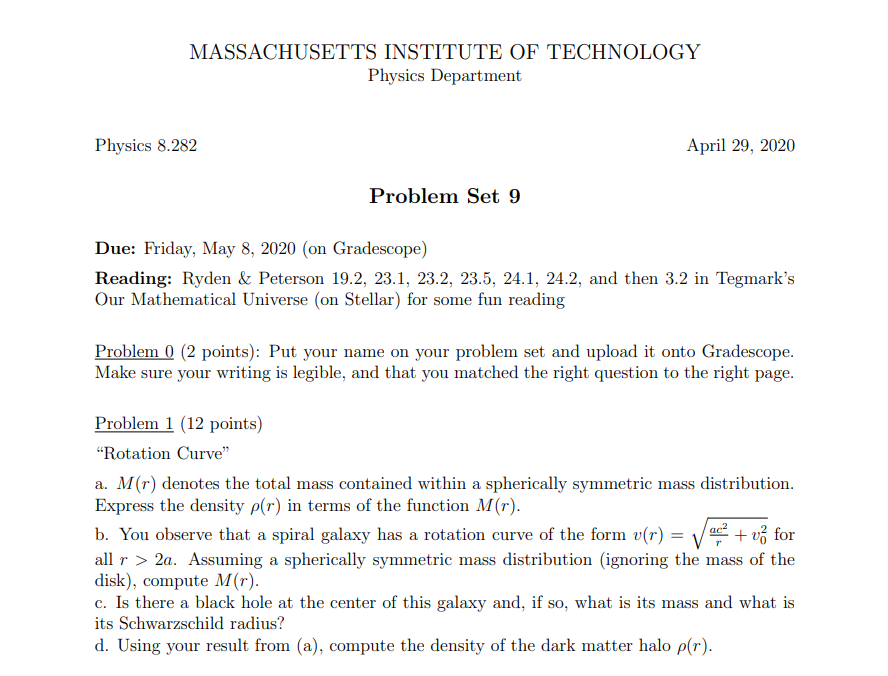 MASSACHUSETTS INSTITUTE OF TECHNOLOGY
Physics Department
Physics 8.282 April 29, 2020
Problem Set 9
Due: Friday, May 8, 2020 (on Gradescope)
Reading: Ryden & Peterson 19.2, 23.1, 23.2, 23.5, 24.1, 24.2, and then 3.2 in Tegmark's
Our Mathematical Universe (on Stellar) for some fun reading
Problem 0 (2 points): Put your name on your problem set and upload it onto Gradescope.
Make sure your writing is legible, and that you matched the right question to the right page.
Problem 1 (12 points)
“Rotation Curve”
a. M(r) denotes the total mass contained within a spherically symmetric mass distribution.
Express the density ρ(r) in terms of the function M(r).
b. You observe that a spiral galaxy has a rotation curve of the form v(r) = √(ac²/r + v₀²) for
all r > 2a. Assuming a spherically symmetric mass distribution (ignoring the mass of the
disk), compute M(r).
c. Is there a black hole at the center of this galaxy and, if so, what is its mass and what is
its Schwarzschild radius?
d. Using your result from (a), compute the density of the dark matter halo ρ(r).